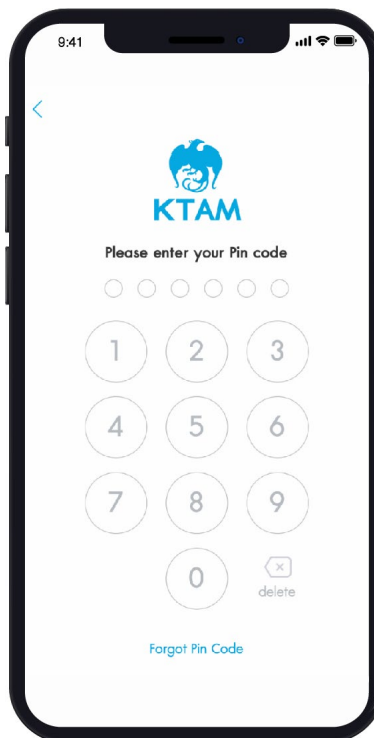 9:41
KTAM
Please enter your Pin code
1 2 3
4 5 6
7 8 9
0
delete
Forgot Pin Code